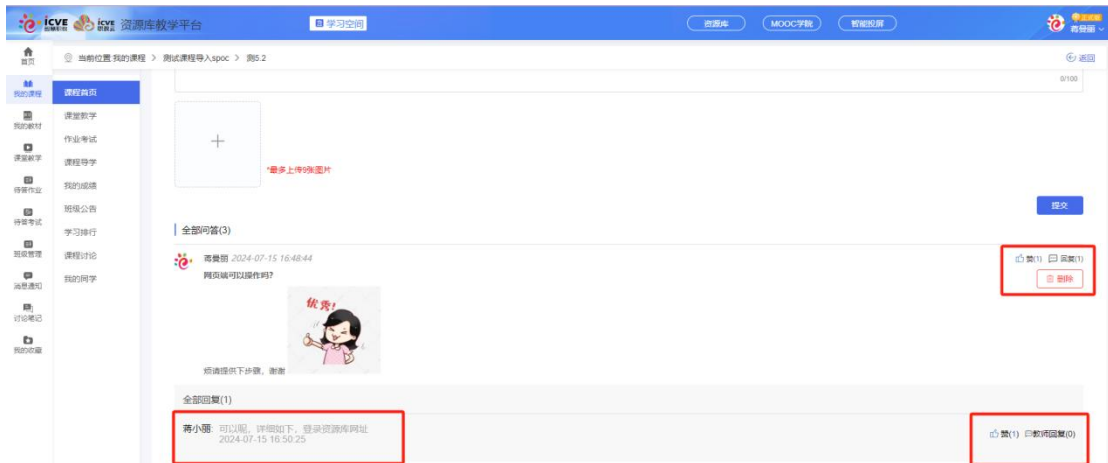 icve 智慧职教 icve 职教云 资源库教学平台 学习空间 资源库 MOOC学院 智能投屏
首页 当前位置:我的课程 > 测试课程导入spoc > 测5.2 返回
我的课程 课程首页 0/100
我的教材 课堂教学
作业考试
课堂教学 课程导学 *最多上传9张图片
待答作业 我的成绩
班级公告 提交
待答考试
学习排行 全部问答(3)
班级管理 课程讨论 2024-07-15 16:48:44 赞(1) 回复(1)
消息通知 我的同学 网页端可以操作吗? 删除
讨论笔记 优秀!
我的收藏
烦请提供下步骤,谢谢
全部回复(1)
蒋小丽: 可以呢,详细如下,登录资源库网址
2024-07-15 16:50:25 赞(1) 教师回复(0)